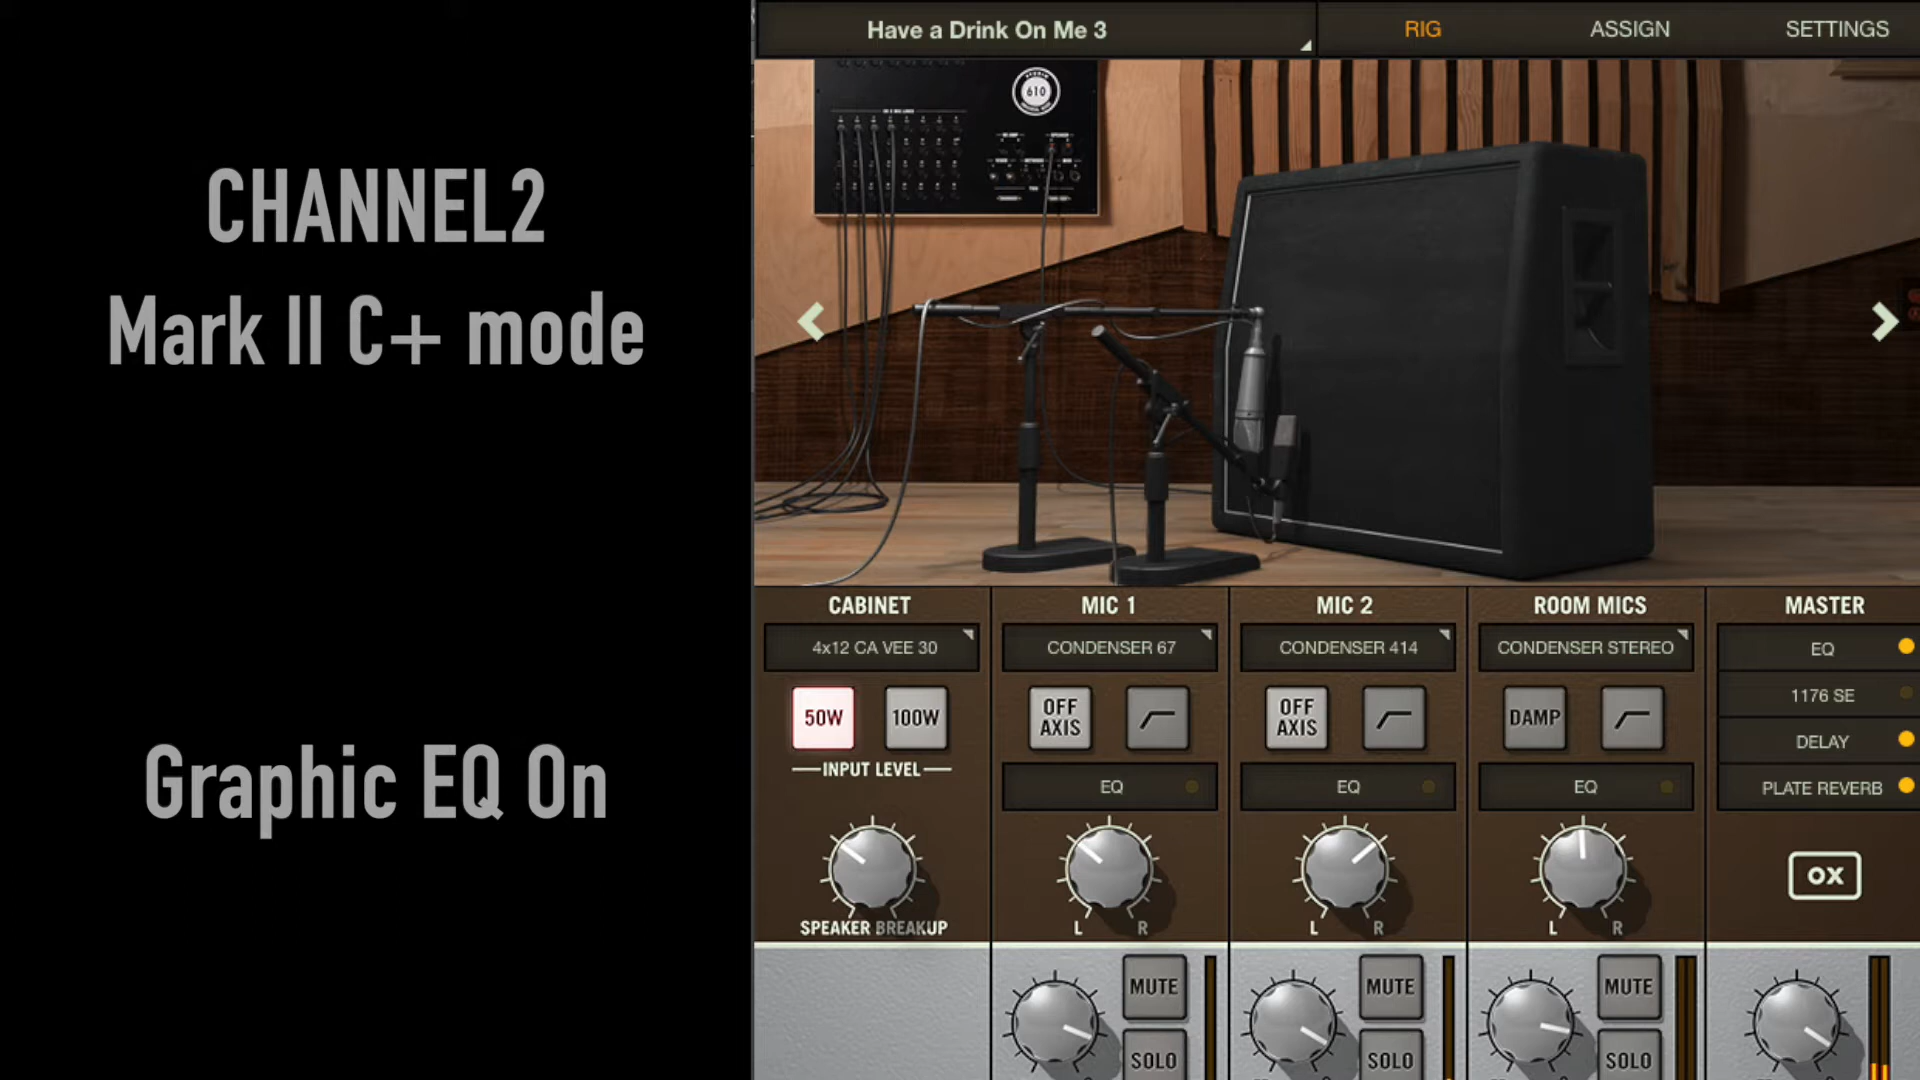 CHANNEL2
Mark II C+ mode
Graphic EQ On
Have a Drink On Me 3
RIG
ASSIGN
SETTINGS
610
CABINET
MIC 1
MIC 2
ROOM MICS
MASTER
4x12 CA VEE 30
CONDENSER 67
CONDENSER 414
CONDENSER STEREO
EQ
1176 SE
DELAY
PLATE REVERB
50W
100W
INPUT LEVEL
OFF
AXIS
OFF
AXIS
DAMP
EQ
EQ
EQ
SPEAKER BREAKUP
L R
L R
L R
OX
MUTE
SOLO
MUTE
SOLO
MUTE
SOLO